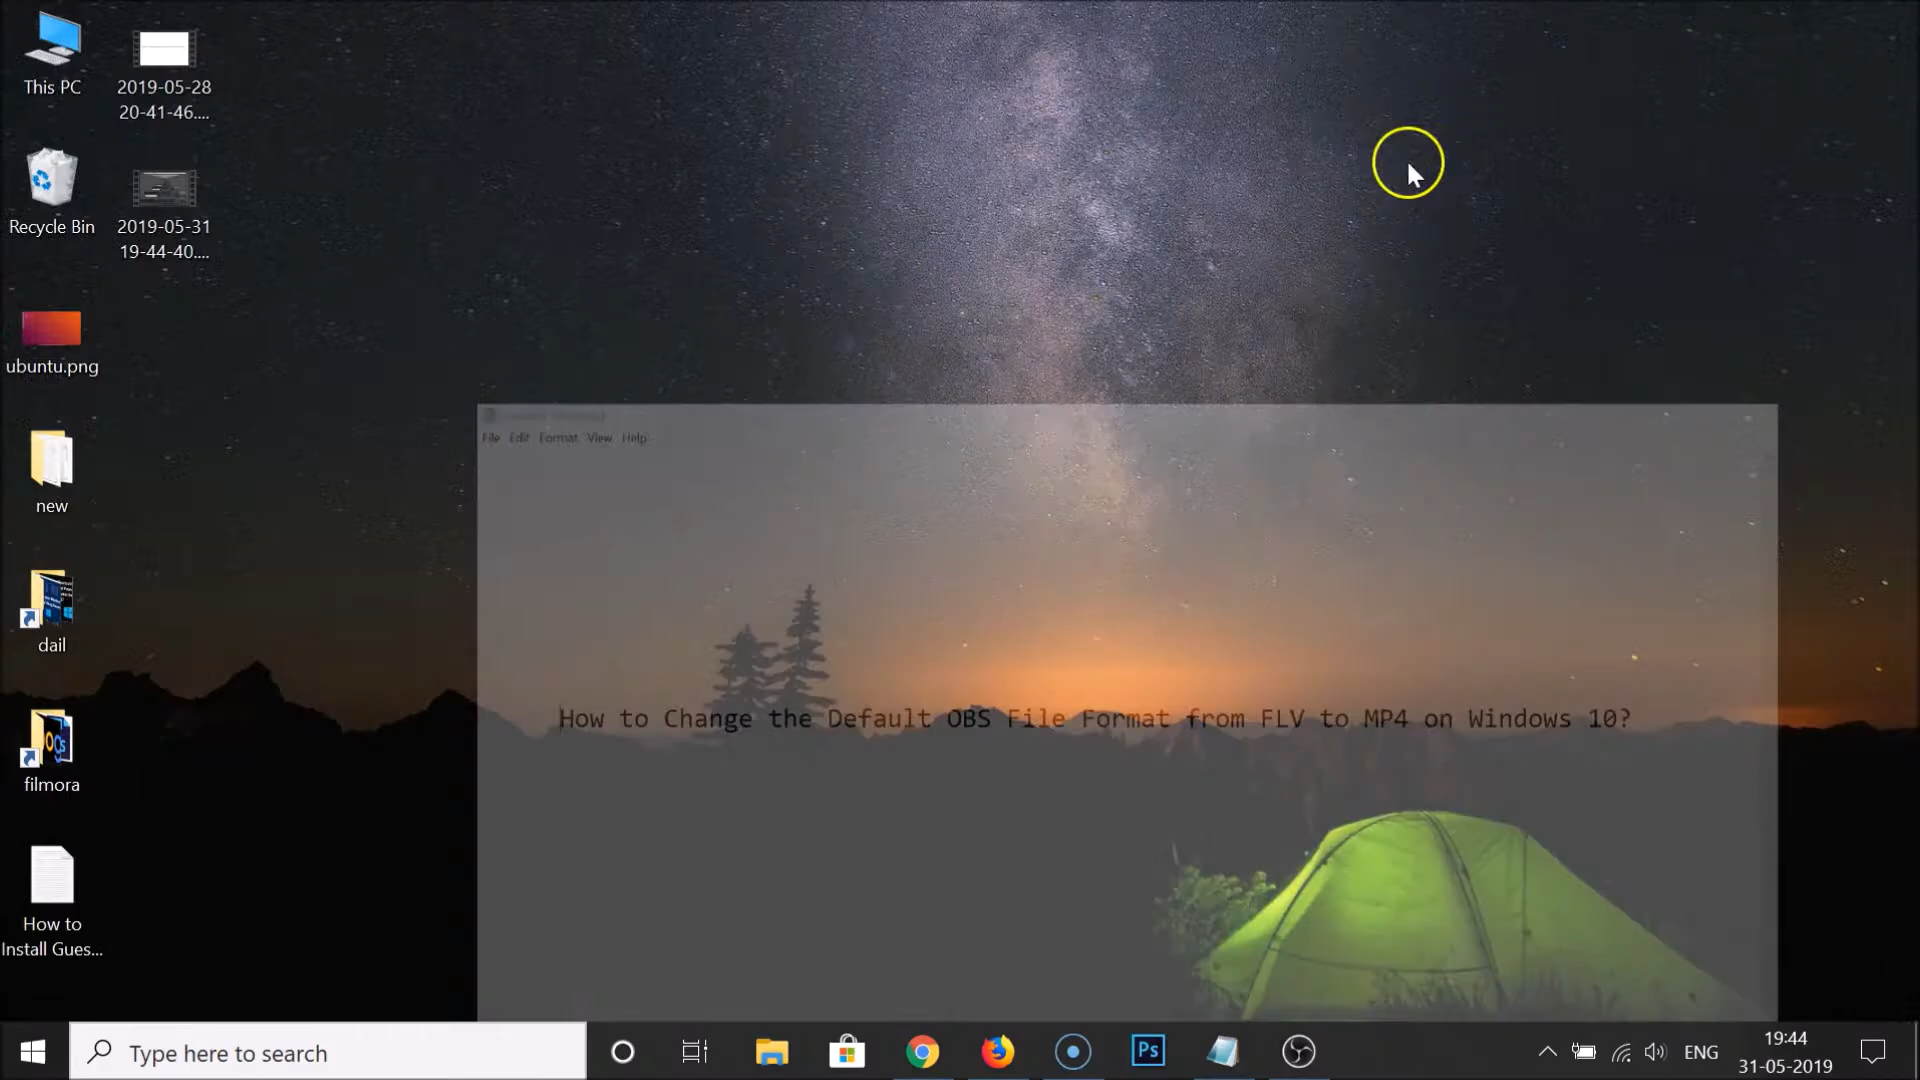 This PC
2019-05-28
20-41-46....
Recycle Bin
2019-05-31
19-44-40....
ubuntu.png
new
dail
filmora
How to
Install Gues...
File Edit Format View Help
How to Change the Default OBS File Format from FLV to MP4 on Windows 10?
Type here to search
Ps
ENG
19:44
31-05-2019